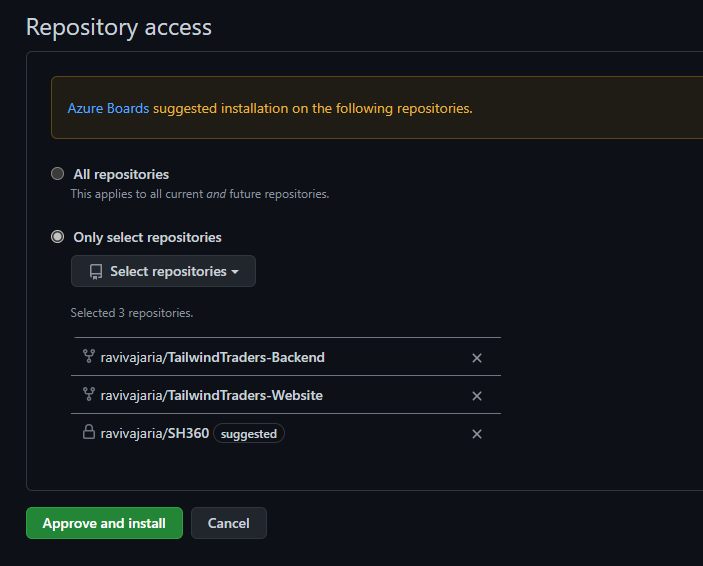 Repository access
Azure Boards suggested installation on the following repositories.
All repositories
This applies to all current and future repositories.
Only select repositories
Select repositories
Selected 3 repositories.
ravivajaria/TailwindTraders-Backend
ravivajaria/TailwindTraders-Website
ravivajaria/SH360 suggested
Approve and install Cancel